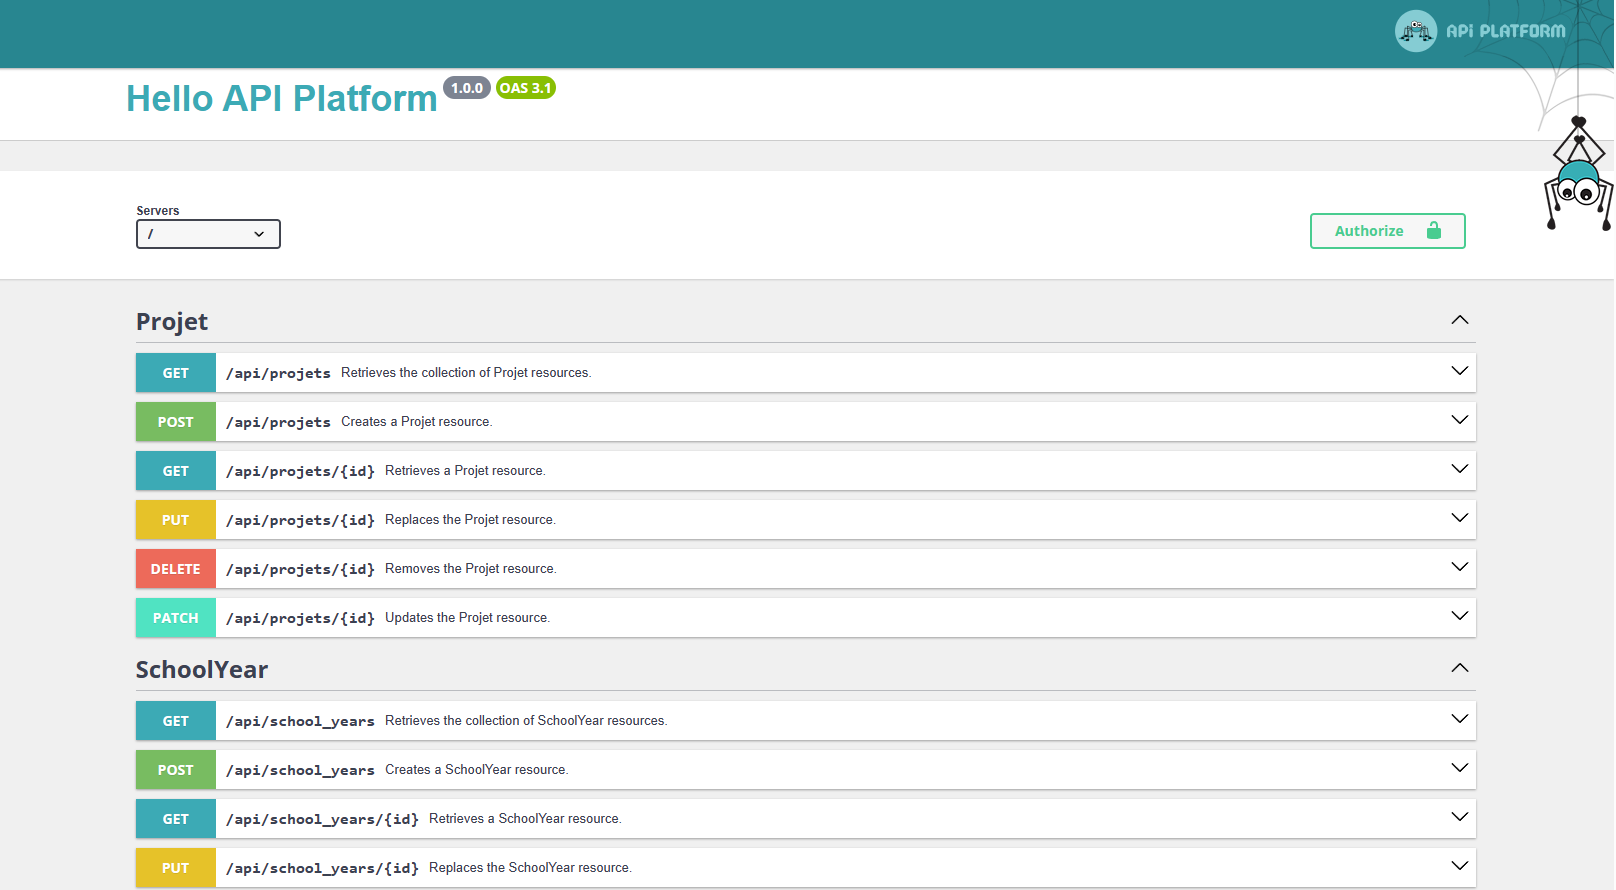 API PLATFORM
Hello API Platform 1.0.0 OAS 3.1
Servers
/
Authorize
Projet
GET /api/projets Retrieves the collection of Projet resources.
POST /api/projets Creates a Projet resource.
GET /api/projets/{id} Retrieves a Projet resource.
PUT /api/projets/{id} Replaces the Projet resource.
DELETE /api/projets/{id} Removes the Projet resource.
PATCH /api/projets/{id} Updates the Projet resource.
SchoolYear
GET /api/school_years Retrieves the collection of SchoolYear resources.
POST /api/school_years Creates a SchoolYear resource.
GET /api/school_years/{id} Retrieves a SchoolYear resource.
PUT /api/school_years/{id} Replaces the SchoolYear resource.